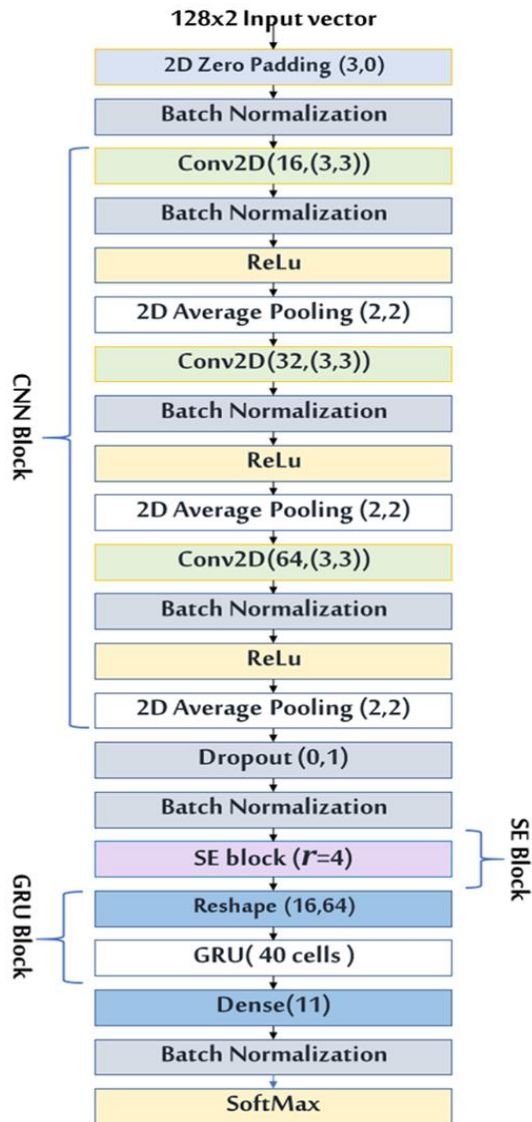 128x2 Input vector
2D Zero Padding (3,0)
Batch Normalization
Conv2D(16,(3,3))
Batch Normalization
ReLu
2D Average Pooling (2,2)
Conv2D(32,(3,3))
Batch Normalization
ReLu
2D Average Pooling (2,2)
Conv2D(64,(3,3))
Batch Normalization
ReLu
2D Average Pooling (2,2)
CNN Block
Dropout (0,1)
Batch Normalization
SE block (r=4)
SE Block
Reshape (16,64)
GRU( 40 cells )
GRU Block
Dense(11)
Batch Normalization
SoftMax